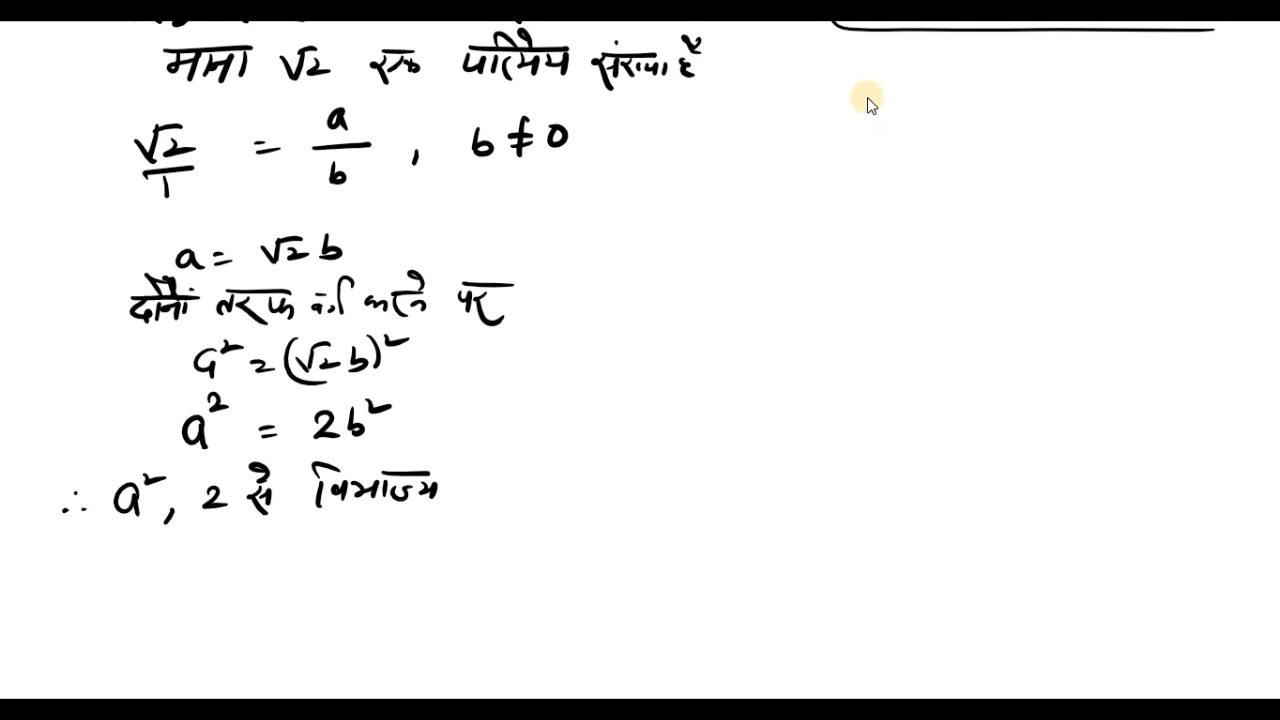 माना √2 एक परिमेय संख्या है
√2/1 = a/b , b ≠ 0
a = √2 b
दोनों तरफ वर्ग करने पर
a² = (√2 b)²
a² = 2b²
∴ a², 2 से विभाज्य